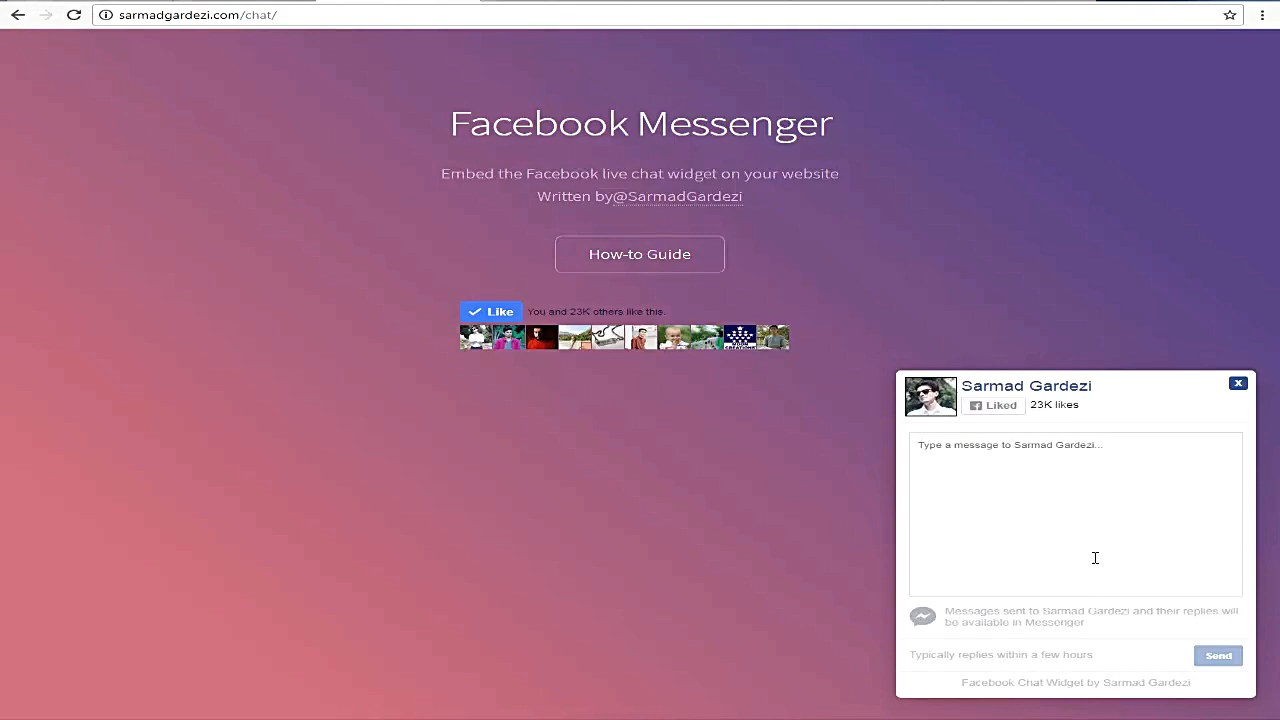 sarmadgardezi.com/chat/
Facebook Messenger
Embed the Facebook live chat widget on your website
Written by@SarmadGardezi
How-to Guide
Like You and 23K others like this.
Sarmad Gardezi
x
Liked 23K likes
Type a message to Sarmad Gardezi...
Messages sent to Sarmad Gardezi and their replies will
be available in Messenger
Typically replies within a few hours
Send
Facebook Chat Widget by Sarmad Gardezi